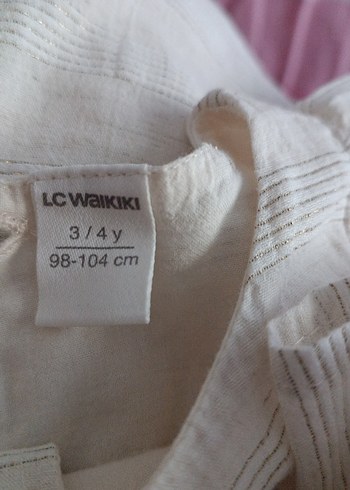 LC WAIKIKI
3 / 4 y
98-104 cm